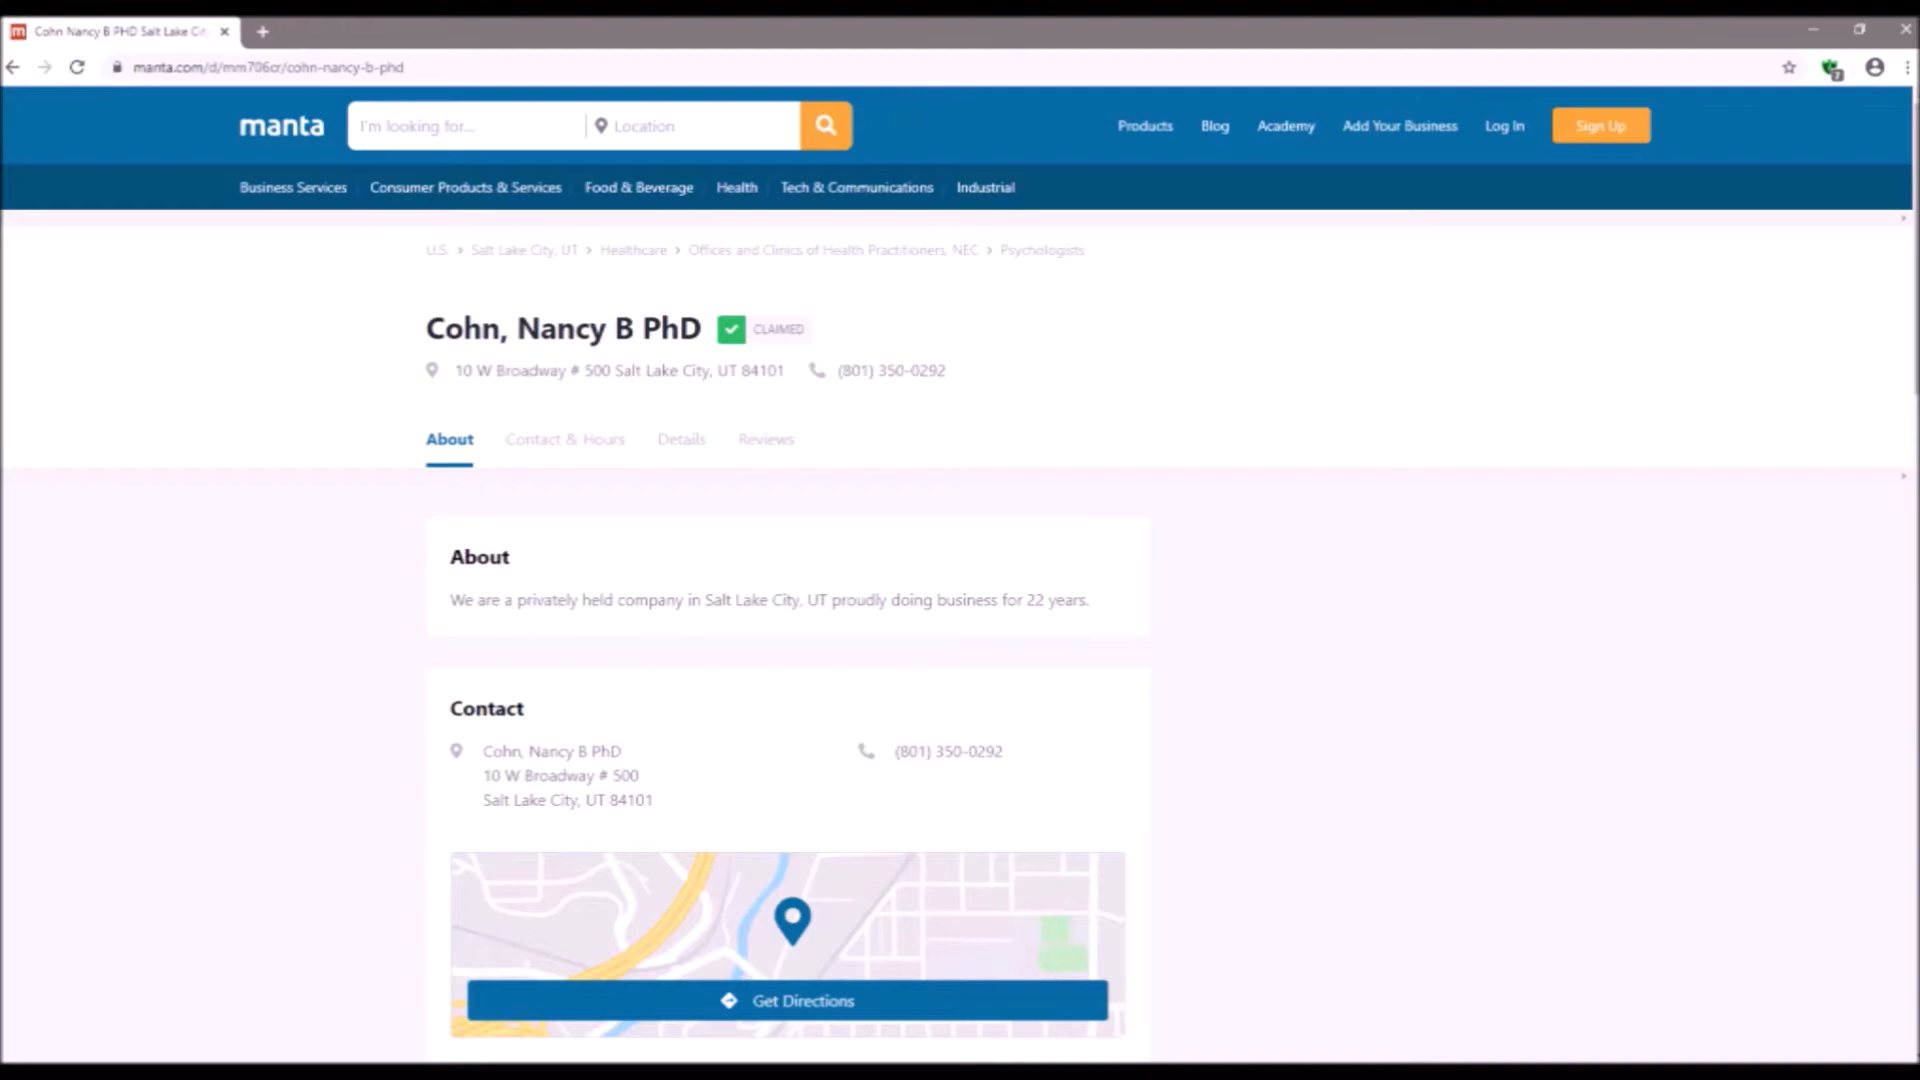 Cohn Nancy B PHD Salt Lake Cit
manta.com/d/mm706cr/cohn-nancy-b-phd
manta
I'm looking for...
Location
Products
Blog
Academy
Add Your Business
Log In
Sign Up
Business Services
Consumer Products & Services
Food & Beverage
Health
Tech & Communications
Industrial
U.S. > Salt Lake City, UT > Healthcare > Offices and Clinics of Health Practitioners, NEC > Psychologists
Cohn, Nancy B PhD
CLAIMED
10 W Broadway # 500 Salt Lake City, UT 84101
(801) 350-0292
About
Contact & Hours
Details
Reviews
About
We are a privately held company in Salt Lake City, UT proudly doing business for 22 years.
Contact
Cohn, Nancy B PhD
10 W Broadway # 500
Salt Lake City, UT 84101
(801) 350-0292
Get Directions